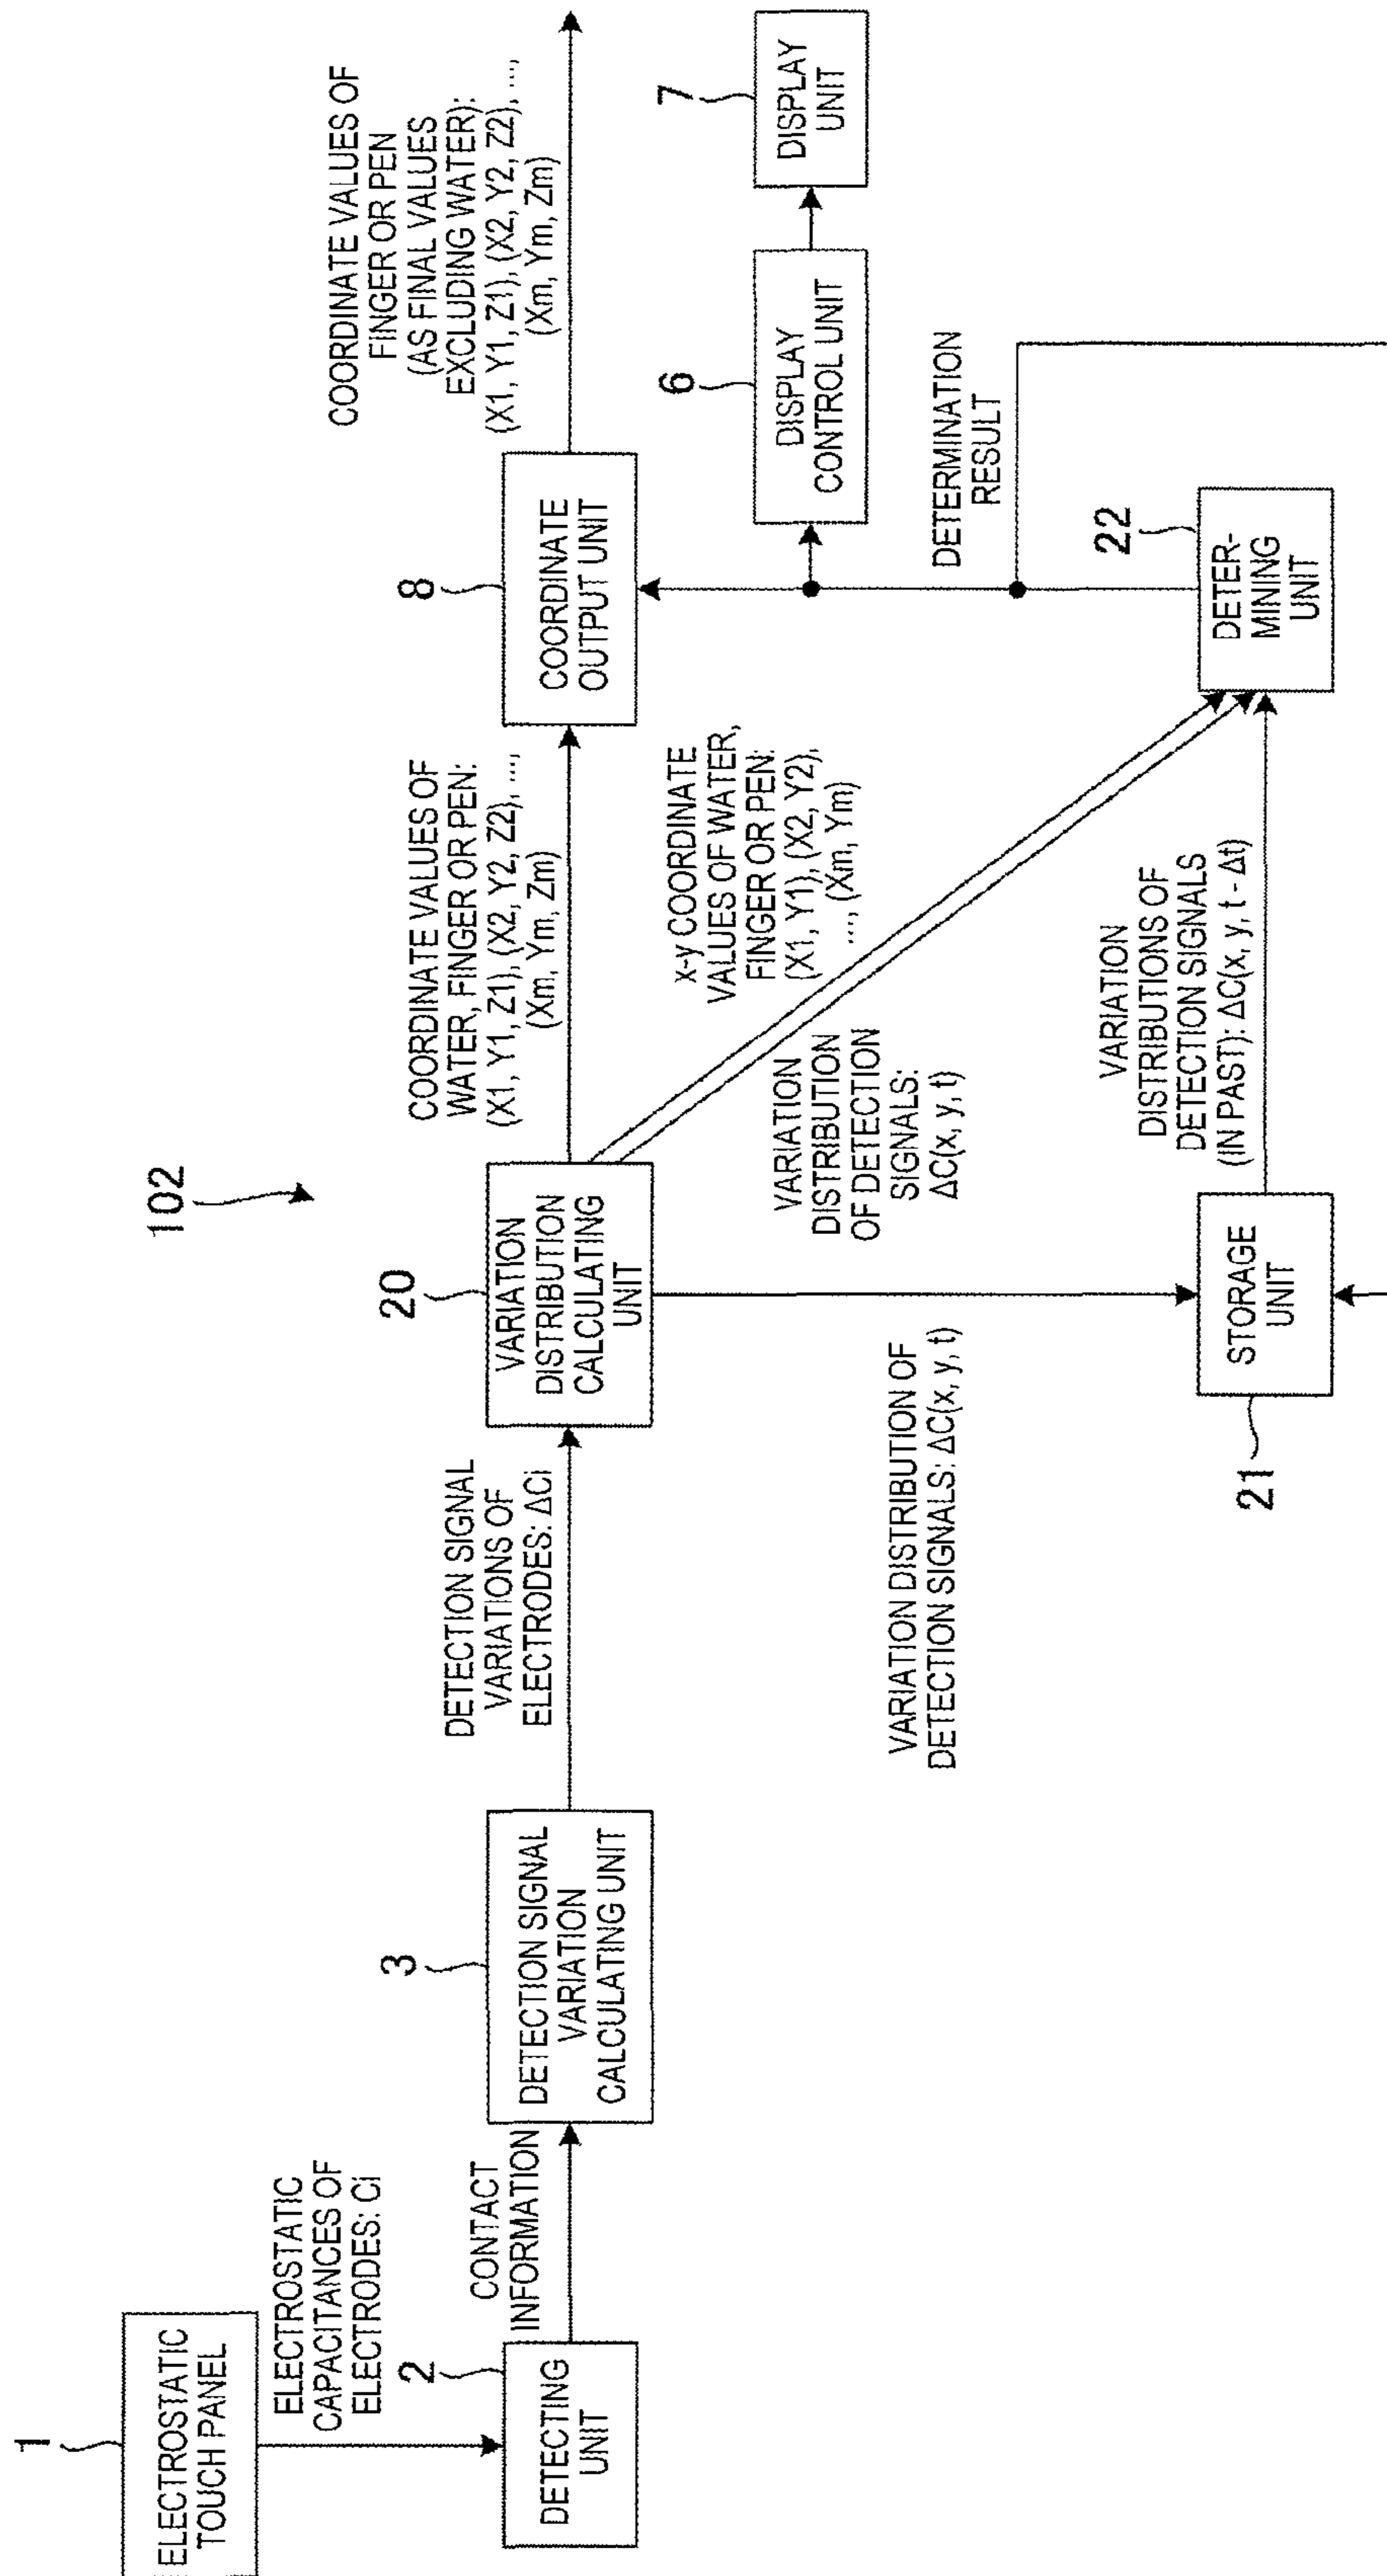 102
1
ELECTROSTATIC
TOUCH PANEL
ELECTROSTATIC
CAPACITANCES OF
ELECTRODES: Ci
2
DETECTING
UNIT
CONTACT
INFORMATION
3
DETECTION SIGNAL
VARIATION
CALCULATING UNIT
DETECTION SIGNAL
VARIATIONS OF
ELECTRODES: ΔCi
20
VARIATION
DISTRIBUTION
CALCULATING
UNIT
COORDINATE VALUES OF
WATER, FINGER OR PEN:
(X1, Y1, Z1), (X2, Y2, Z2), ...,
(Xm, Ym, Zm)
8
COORDINATE
OUTPUT UNIT
COORDINATE VALUES OF
FINGER OR PEN
(AS FINAL VALUES
EXCLUDING WATER):
(X1, Y1, Z1), (X2, Y2, Z2), ...,
(Xm, Ym, Zm)
x-y COORDINATE
VALUES OF WATER,
FINGER OR PEN:
(X1, Y1), (X2, Y2),
..., (Xm, Ym)
6
DISPLAY
CONTROL UNIT
7
DISPLAY
UNIT
VARIATION
DISTRIBUTION
OF DETECTION
SIGNALS:
ΔC(x, y, t)
VARIATION DISTRIBUTION OF
DETECTION SIGNALS: ΔC(x, y, t)
DETERMINATION
RESULT
21
STORAGE
UNIT
VARIATION
DISTRIBUTIONS OF
DETECTION SIGNALS
(IN PAST): ΔC(x, y, t - Δt)
22
DETER-
MINING
UNIT